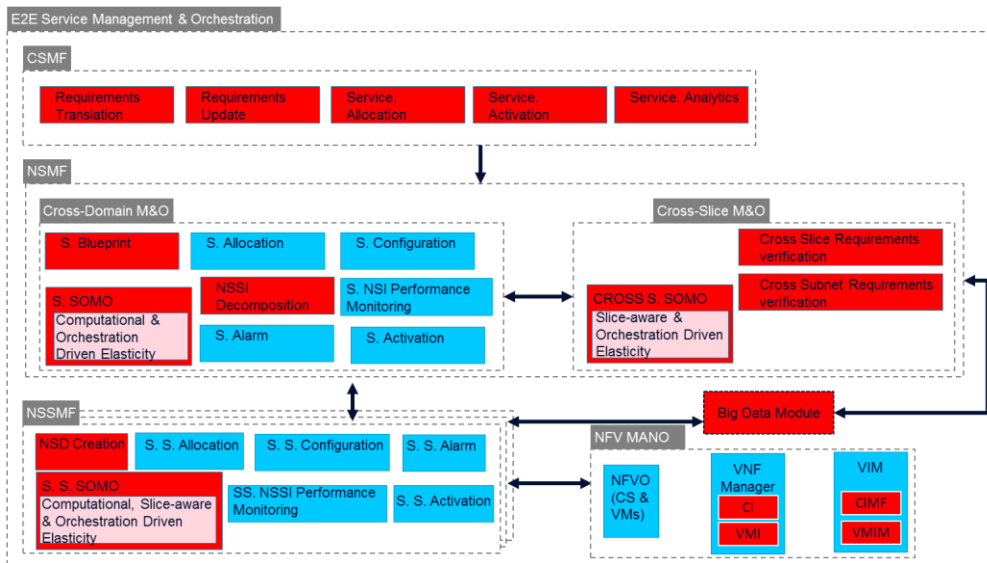 E2E Service Management & Orchestration
CSMF
Requirements
Translation
Requirements
Update
Service.
Allocation
Service.
Activation
Service. Analytics
NSMF
Cross-Domain M&O
S. Blueprint
S. Allocation
S. Configuration
S. SOMO
Computational &
Orchestration
Driven Elasticity
NSSI
Decomposition
S. NSI Performance
Monitoring
S. Alarm
S. Activation
Cross-Slice M&O
Cross Slice Requirements
verification
Cross Subnet Requirements
verification
CROSS S. SOMO
Slice-aware &
Orchestration Driven
Elasticity
Big Data Module
NSSMF
NSD Creation
S. S. Allocation
S. S. Configuration
S. S. Alarm
S. S. SOMO
Computational, Slice-aware
& Orchestration Driven
Elasticity
SS. NSSI Performance
Monitoring
S. S. Activation
NFV MANO
NFVO
(CS &
VMs)
VNF
Manager
CI
VMI
VIM
CIMF
VMIM